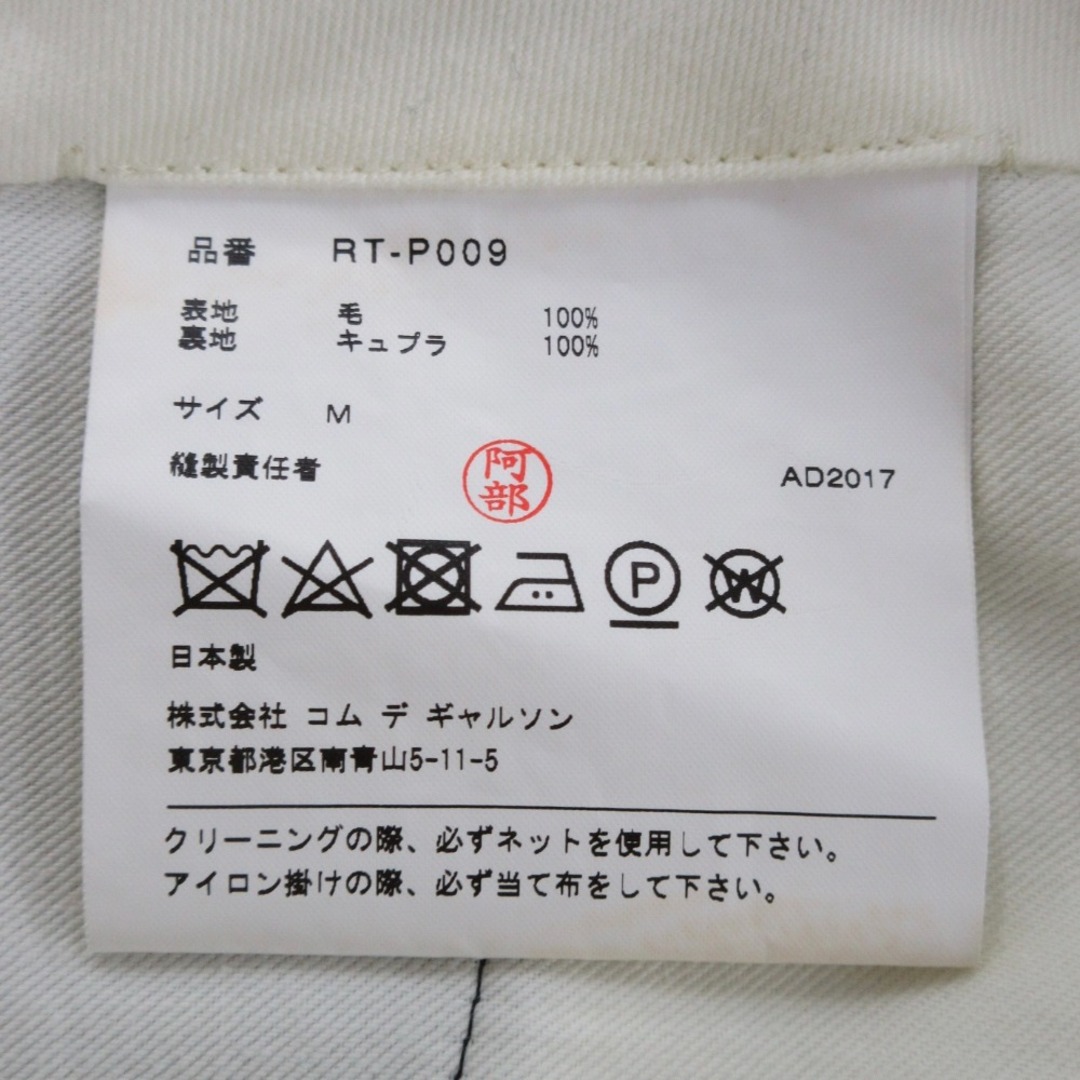 品番 RT-P009
表地 毛 100%
裏地 キュプラ 100%
サイズ M
縫製責任者 阿部 AD2017
P W
日本製
株式会社 コム デ ギャルソン
東京都港区南青山5-11-5
クリーニングの際、必ずネットを使用して下さい。
アイロン掛けの際、必ず当て布をして下さい。